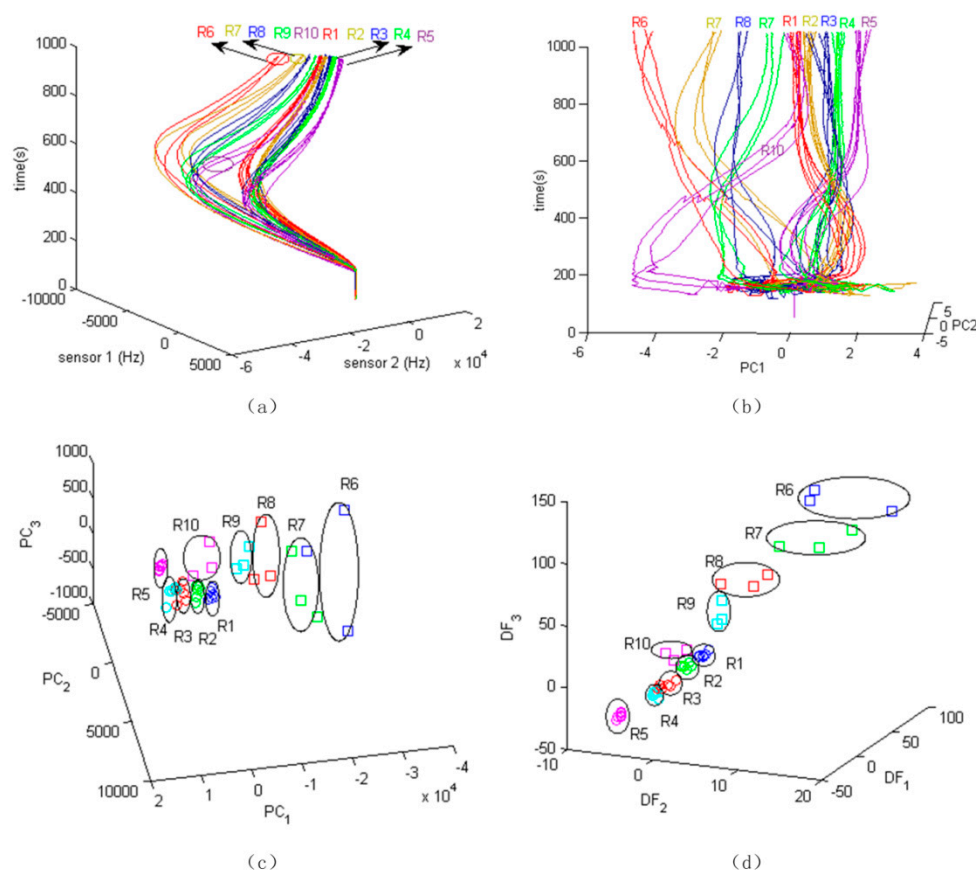 R6 R7 R8 R9 R10 R1 R2 R3 R4 R5
1000
800
600
400
200
0
time(s)
-10000
-5000
0
5000
sensor 1 (Hz)
-6
-4
-2
0
2
sensor 2 (Hz)
x 10^4
(a)
R6 R7 R8 R7 R1 R2 R3 R4 R5
1000
800
600
400
200
0
time(s)
R10
-6 -4 -2 0 2 4
PC1
5
0
-5
PC2
(b)
1000
500
0
-500
-1000
PC3
-5000
0
5000
10000
PC2
2 1 0 -1 -2 -3 -4
x 10^4
PC1
R6
R7
R8
R9
R10
R5
R4
R3
R2
R1
(c)
150
100
50
0
-50
DF3
-10
0
10
20
DF2
-50
0
50
100
DF1
R6
R7
R8
R9
R10
R1
R2
R3
R4
R5
(d)